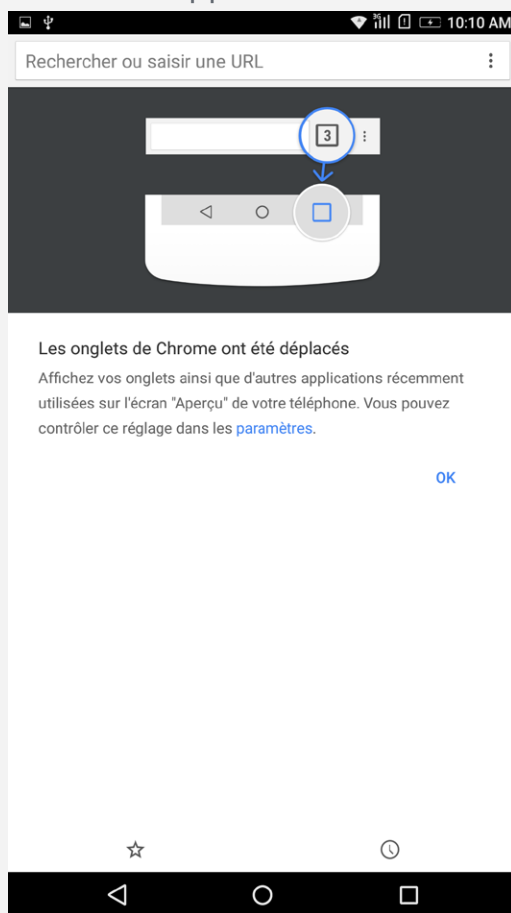 3G
10:10 AM
Rechercher ou saisir une URL
3
Les onglets de Chrome ont été déplacés
Affichez vos onglets ainsi que d'autres applications récemment
utilisées sur l'écran "Aperçu" de votre téléphone. Vous pouvez
contrôler ce réglage dans les paramètres.
OK